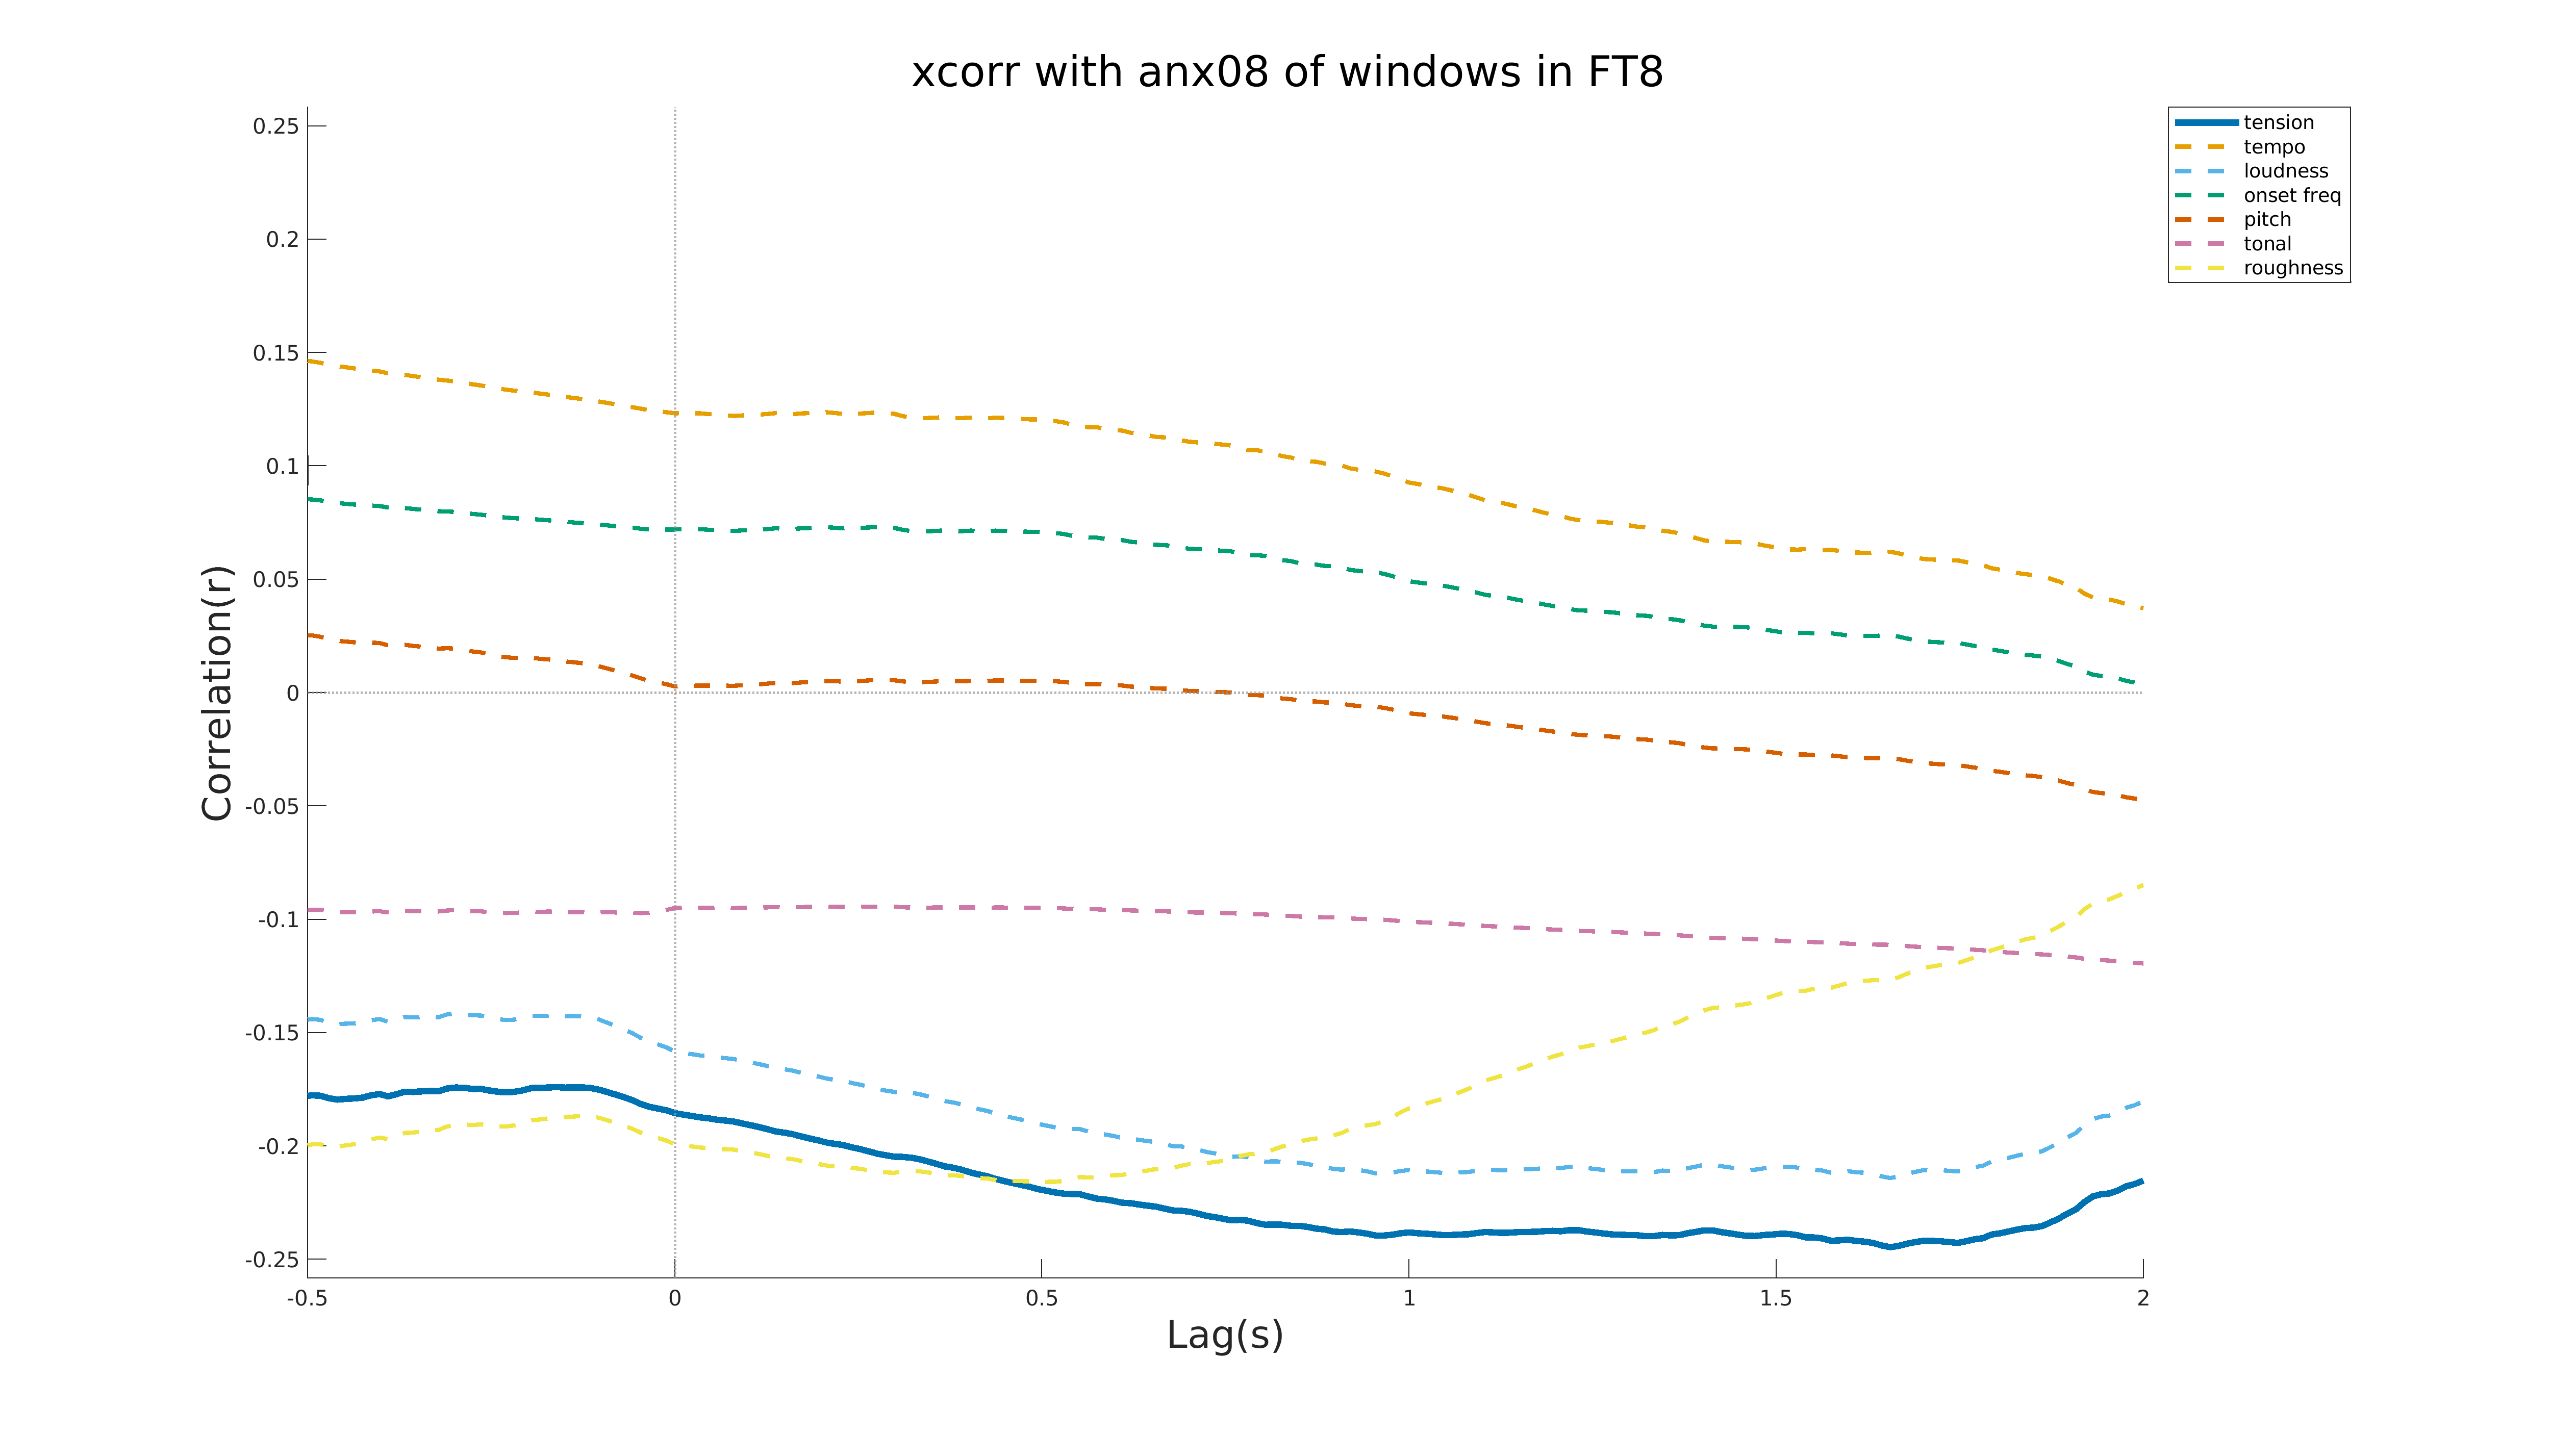 xcorr with anx08 of windows in FT8
tension
tempo
loudness
onset freq
pitch
tonal
roughness
Correlation(r)
0.25
0.2
0.15
0.1
0.05
0
-0.05
-0.1
-0.15
-0.2
-0.25
-0.5
0
0.5
1
1.5
2
Lag(s)